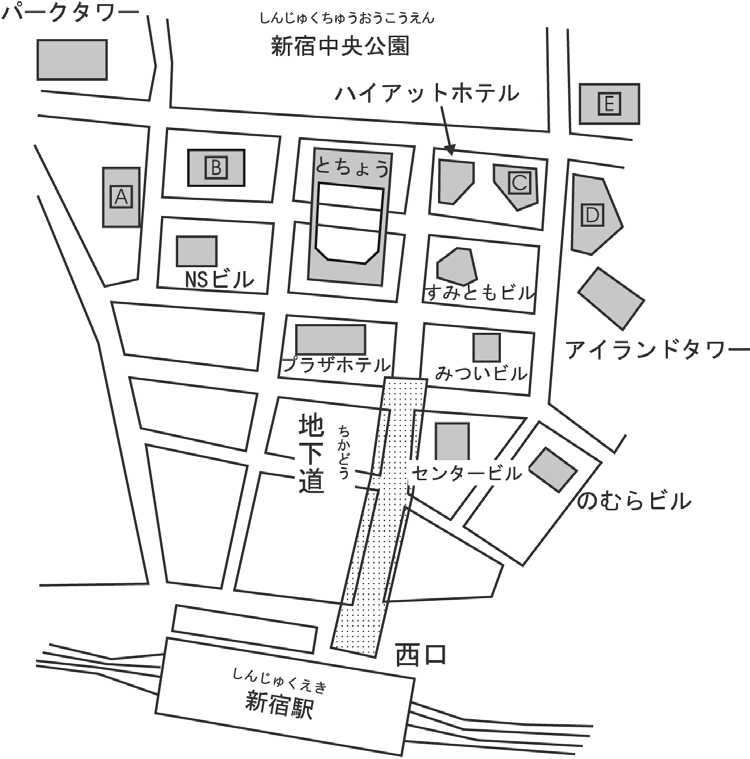 パークタワー
しんじゅくちゅうおうこうえん
新宿中央公園
ハイアットホテル
E
とちょう
B
C
A
D
NSビル
すみともビル
アイランドタワー
プラザホテル
みついビル
地下道
ちかどう
センタービル
のむらビル
西口
しんじゅくえき
新宿駅